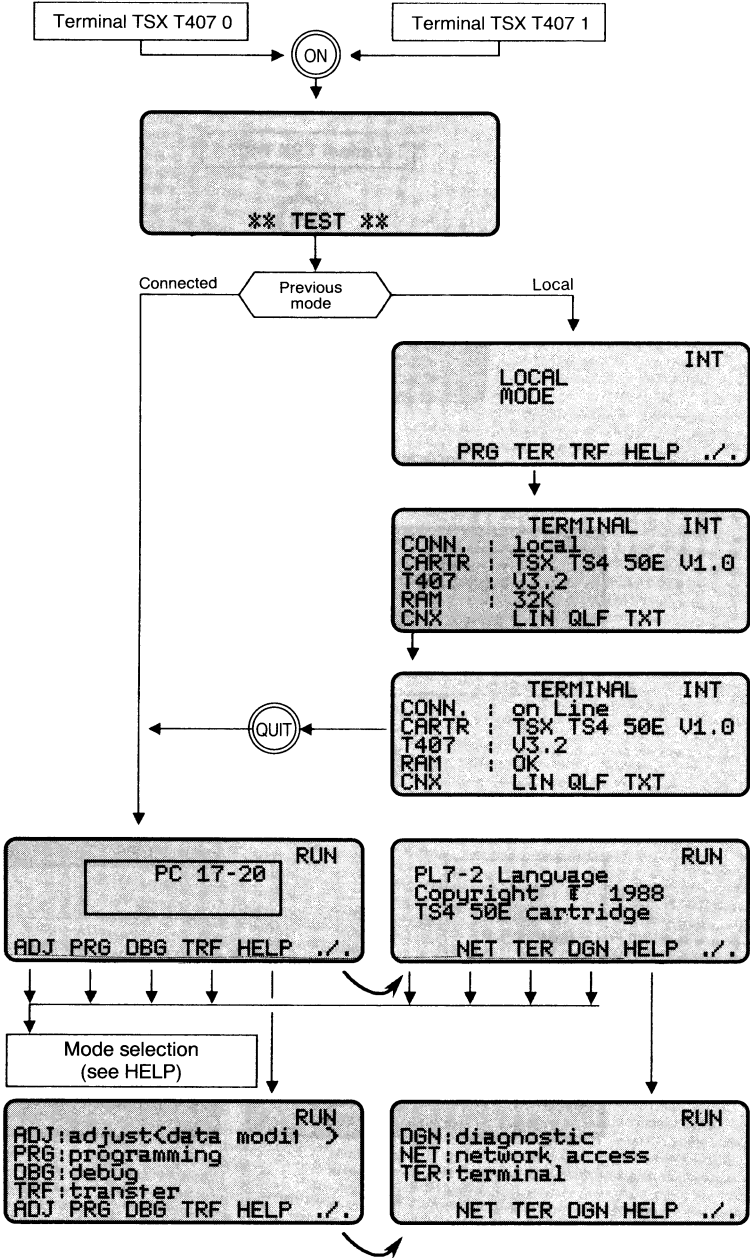 Terminal TSX T407 0
Terminal TSX T407 1
ON
** TEST **
Connected
Previous
mode
Local
INT
LOCAL
MODE
PRG TER TRF HELP ./.
TERMINAL INT
CONN. : local
CARTR : TSX TS4 50E V1.0
T407 : V3.2
RAM : 32K
CNX LIN QLF TXT
TERMINAL INT
CONN. : on Line
CARTR : TSX TS4 50E V1.0
T407 : V3.2
RAM : OK
CNX LIN QLF TXT
QUIT
RUN
PC 17-20
ADJ PRG DBG TRF HELP ./.
RUN
PL7-2 Language
Copyright 1988
TS4 50E cartridge
NET TER DGN HELP ./.
Mode selection
(see HELP)
RUN
ADJ:adjust(data modi )
PRG:programming
DBG:debug
TRF:transter
ADJ PRG DBG TRF HELP ./.
RUN
DGN:diagnostic
NET:network access
TER:terminal
NET TER DGN HELP ./.